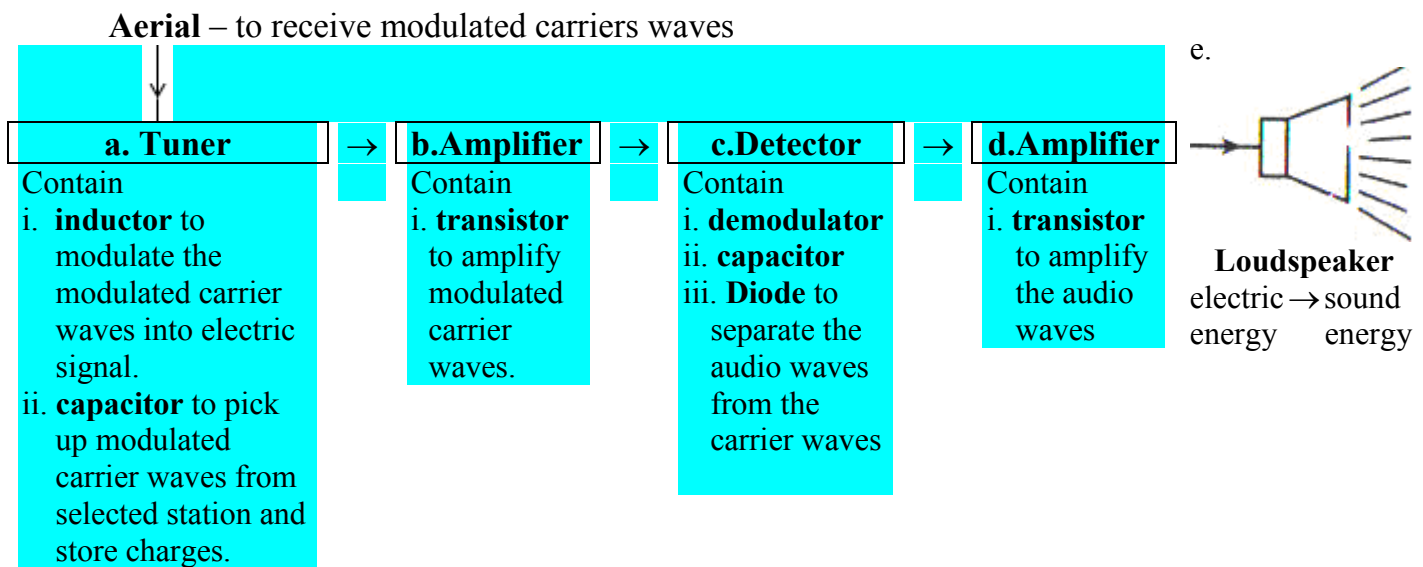 Aerial – to receive modulated carriers waves
a. Tuner → b.Amplifier → c.Detector → d.Amplifier
Contain
i. inductor to
modulate the
modulated carrier
waves into electric
signal.
ii. capacitor to pick
up modulated
carrier waves from
selected station and
store charges.
Contain
i. transistor
to amplify
modulated
carrier
waves.
Contain
i. demodulator
ii. capacitor
iii. Diode to
separate the
audio waves
from the
carrier waves
Contain
i. transistor
to amplify
the audio
waves
e.
Loudspeaker
electric → sound
energy energy